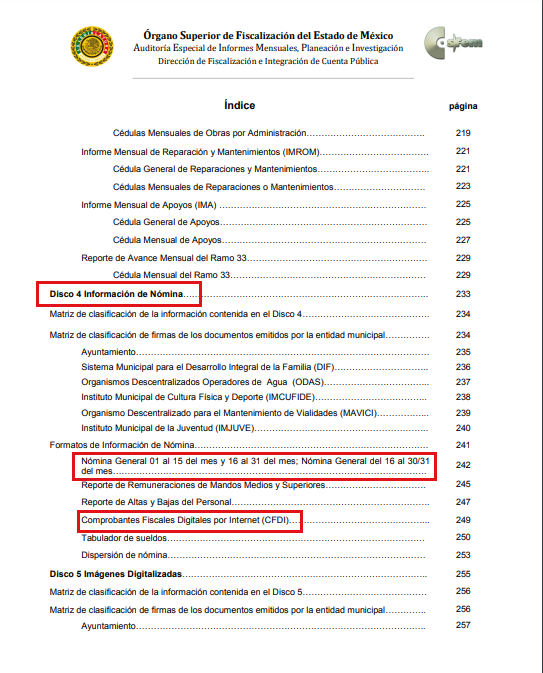 Órgano Superior de Fiscalización del Estado de México
Auditoría Especial de Informes Mensuales, Planeación e Investigación
Dirección de Fiscalización e Integración de Cuenta Pública
osfem
Índice página
Cédulas Mensuales de Obras por Administración……………………………………. 219
Informe Mensual de Reparación y Mantenimientos (IMROM)………………………………. 221
Cédula General de Reparaciones y Mantenimientos………………………………….. 221
Cédulas Mensuales de Reparaciones o Mantenimientos…………………………… 223
Informe Mensual de Apoyos (IMA) ………………………………………………………… 225
Cédula General de Apoyos……………………………………………………………… 225
Cédula Mensual de Apoyos……………………………………………………………… 227
Reporte de Avance Mensual del Ramo 33…………………………………………………… 229
Cédula Mensual del Ramo 33…………………………………………………………… 229
Disco 4 Información de Nómina…………………………………………………………………… 233
Matriz de clasificación de la información contenida en el Disco 4……………………………………… 234
Matriz de clasificación de firmas de los documentos emitidos por la entidad municipal…………… 234
Ayuntamiento…………………………………………………………………………………… 235
Sistema Municipal para el Desarrollo Integral de la Familia (DIF)…………………………… 236
Organismos Descentralizados Operadores de Agua (ODAS)………………………………… 237
Instituto Municipal de Cultura Física y Deporte (IMCUFIDE)………………………………… 238
Organismo Descentralizado para el Mantenimiento de Vialidades (MAVICI)……………… 239
Instituto Municipal de la Juventud (IMJUVE)…………………………………………………… 240
Formatos de Información de Nómina……………………………………………………………………… 241
Nómina General 01 al 15 del mes y 16 al 31 del mes; Nómina General del 16 al 30/31
del mes…………………………………………………………………………………………… 242
Reporte de Remuneraciones de Mandos Medios y Superiores……………………………… 245
Reporte de Altas y Bajas del Personal………………………………………………………… 247
Comprobantes Fiscales Digitales por Internet (CFDI)………………………………………... 249
Tabulador de sueldos…………………………………………………………………………… 250
Dispersión de nómina…………………………………………………………………………… 253
Disco 5 Imágenes Digitalizadas…………………………………………………………………… 255
Matriz de clasificación de la información contenida en el Disco 5……………………………………… 256
Matriz de clasificación de firmas de los documentos emitidos por la entidad municipal………….. 256
Ayuntamiento…………………………………………………………………………………….. 257